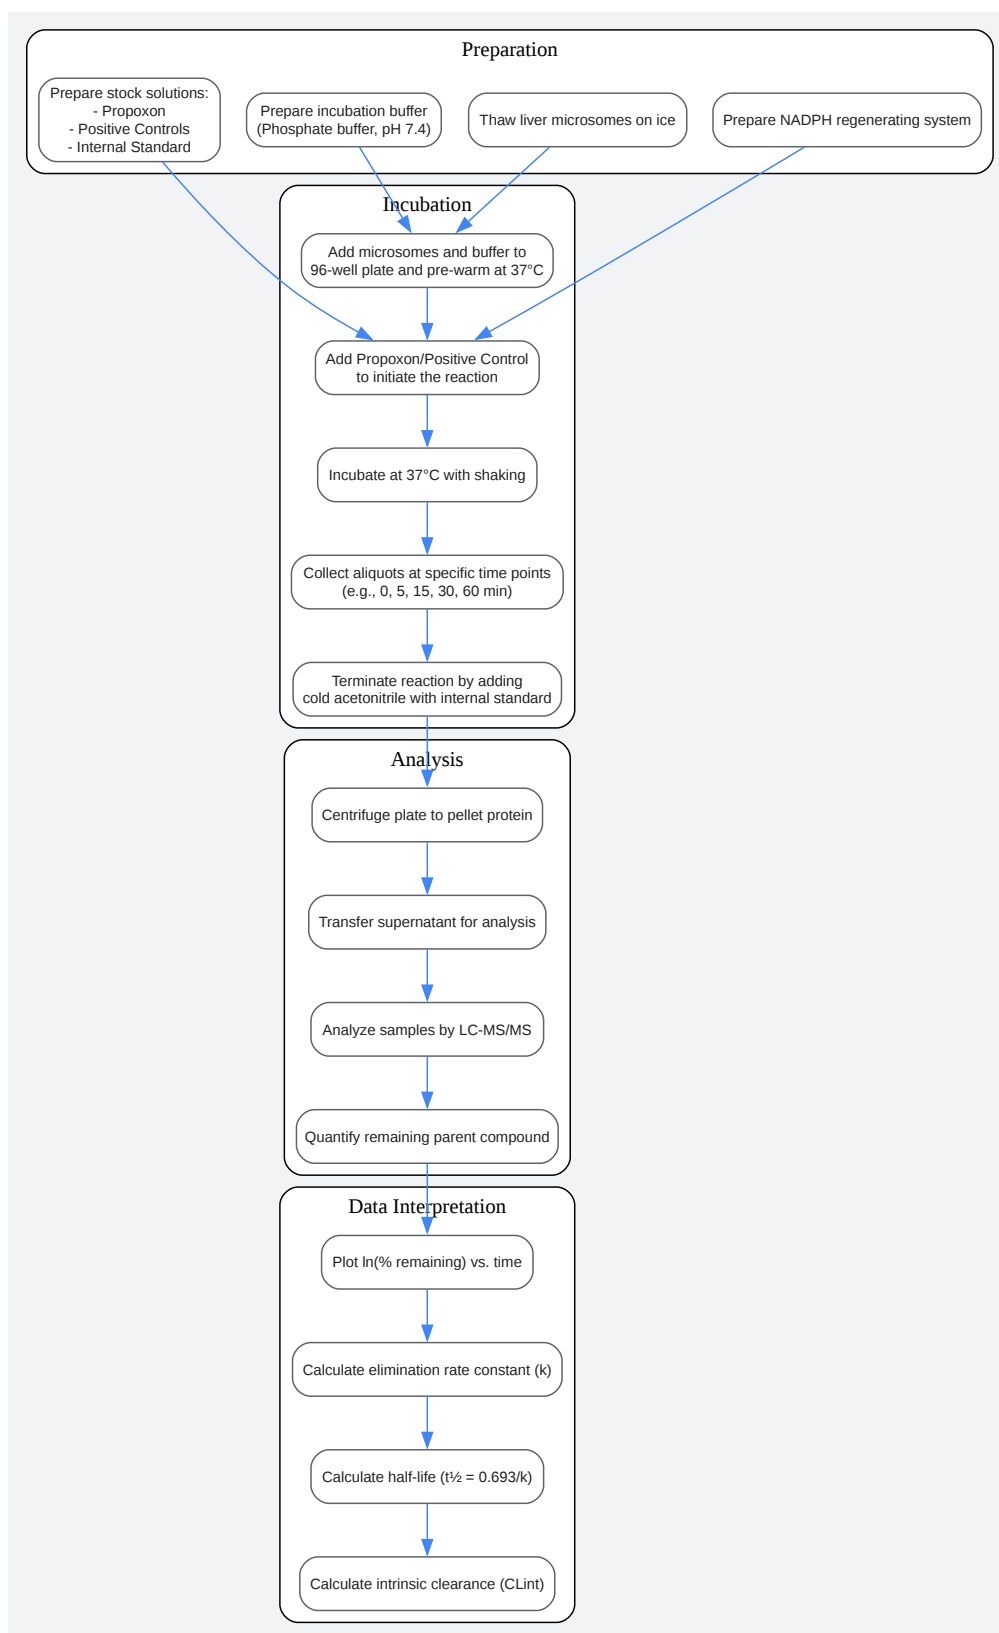 Preparation
Prepare stock solutions:
- Propoxon
- Positive Controls
- Internal Standard
Prepare incubation buffer
(Phosphate buffer, pH 7.4)
Thaw liver microsomes on ice
Prepare NADPH regenerating system
Incubation
Add microsomes and buffer to
96-well plate and pre-warm at 37°C
Add Propoxon/Positive Control
to initiate the reaction
Incubate at 37°C with shaking
Collect aliquots at specific time points
(e.g., 0, 5, 15, 30, 60 min)
Terminate reaction by adding
cold acetonitrile with internal standard
Analysis
Centrifuge plate to pellet protein
Transfer supernatant for analysis
Analyze samples by LC-MS/MS
Quantify remaining parent compound
Data Interpretation
Plot ln(% remaining) vs. time
Calculate elimination rate constant (k)
Calculate half-life (t½ = 0.693/k)
Calculate intrinsic clearance (CLint)